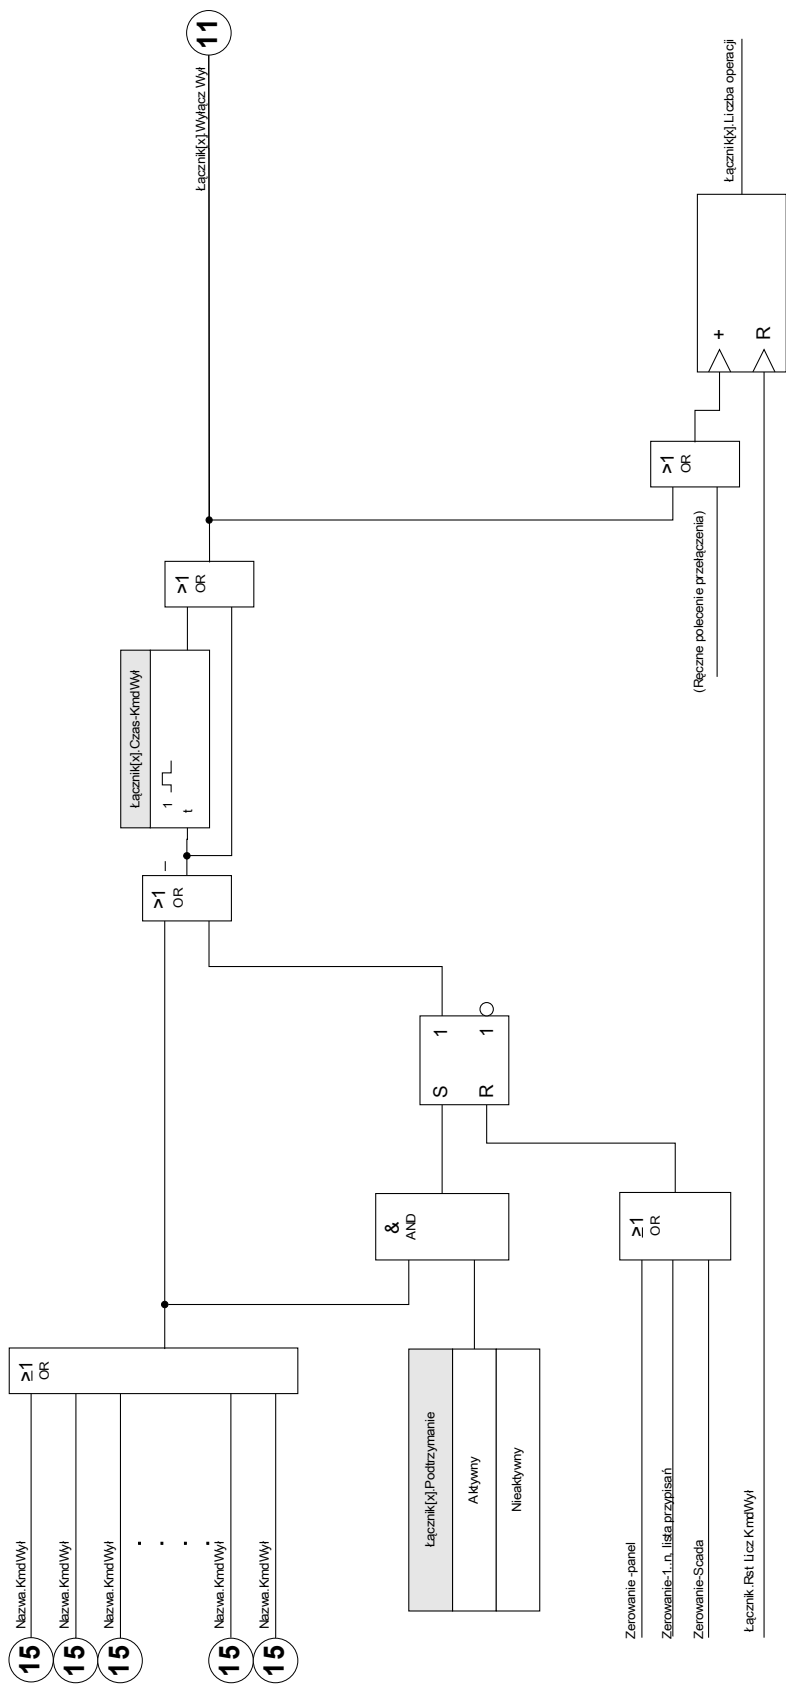 15 Nazwa.KmdWył
15 Nazwa.KmdWył
15 Nazwa.KmdWył
. . . .
15 Nazwa.KmdWył
15 Nazwa.KmdWył
≥1
OR
Łącznik[x].Podtrzymanie
Aktywny
Nieaktywny
&
AND
Zerowanie -panel
Zerowanie-1..n, lista przypisań
Zerowanie-Scada
Łącznik.Rst Licz KmdWył
≥1
OR
S 1
R 1
>1
OR
Łącznik[x].Czas-KmdWył
1
t
>1
OR
Łącznik[x].Wyłącz Wył
11
(Ręczne polecenie przełączenia)
>1
OR
+
R
Łącznik[x].Liczba operacji